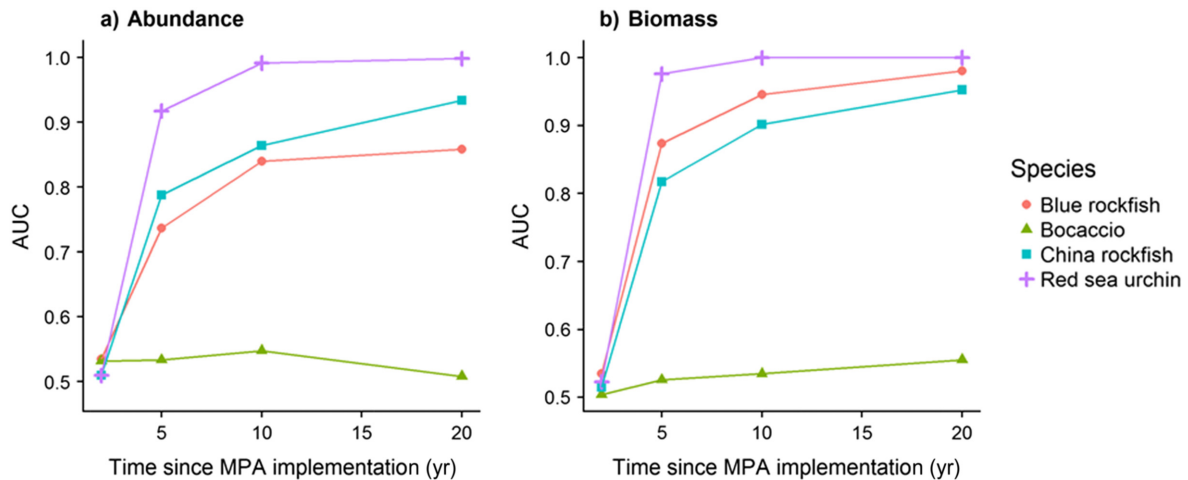 a) Abundance
1.0
0.9
0.8
0.7
0.6
0.5
AUC
5 10 15 20
Time since MPA implementation (yr)
b) Biomass
1.0
0.9
0.8
0.7
0.6
0.5
AUC
5 10 15 20
Time since MPA implementation (yr)
Species
Blue rockfish
Bocaccio
China rockfish
Red sea urchin